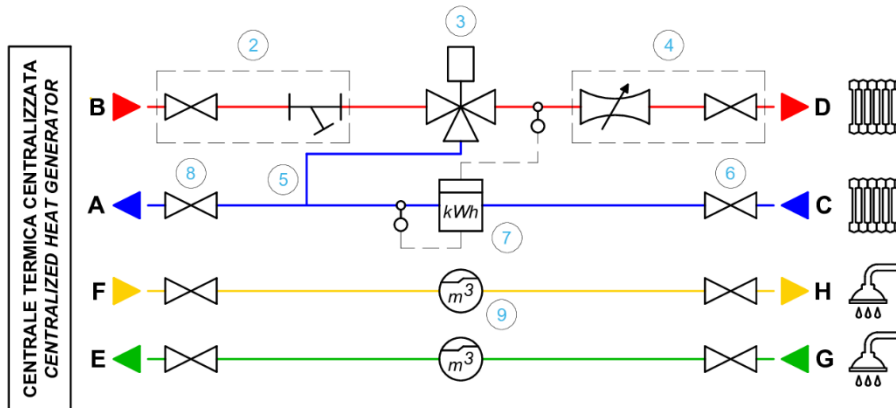 CENTRALE TERMICA CENTRALIZZATA
CENTRALIZED HEAT GENERATOR
2
3
4
B
D
8
5
6
A
kWh
C
7
F
m³
H
9
E
m³
G